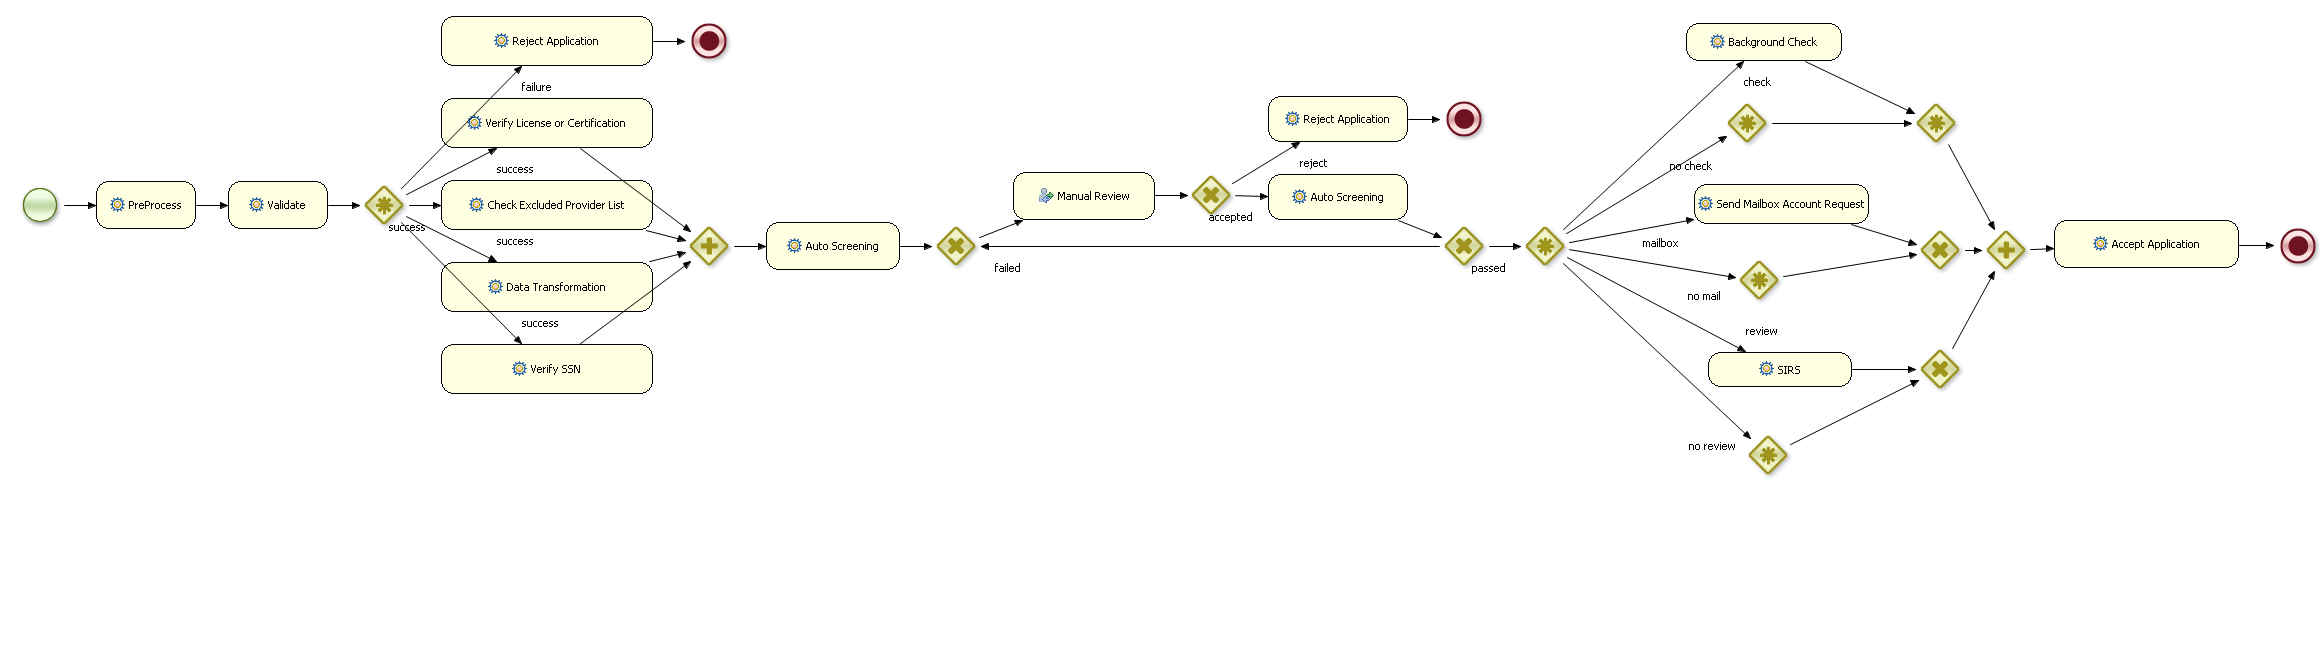 Reject Application
failure
Verify License or Certification
success
PreProcess
Validate
Check Excluded Provider List
success
success
Data Transformation
success
Verify SSN
Auto Screening
failed
Manual Review
Reject Application
reject
Auto Screening
accepted
passed
Background Check
check
no check
Send Mailbox Account Request
mailbox
no mail
review
SIRS
no review
Accept Application